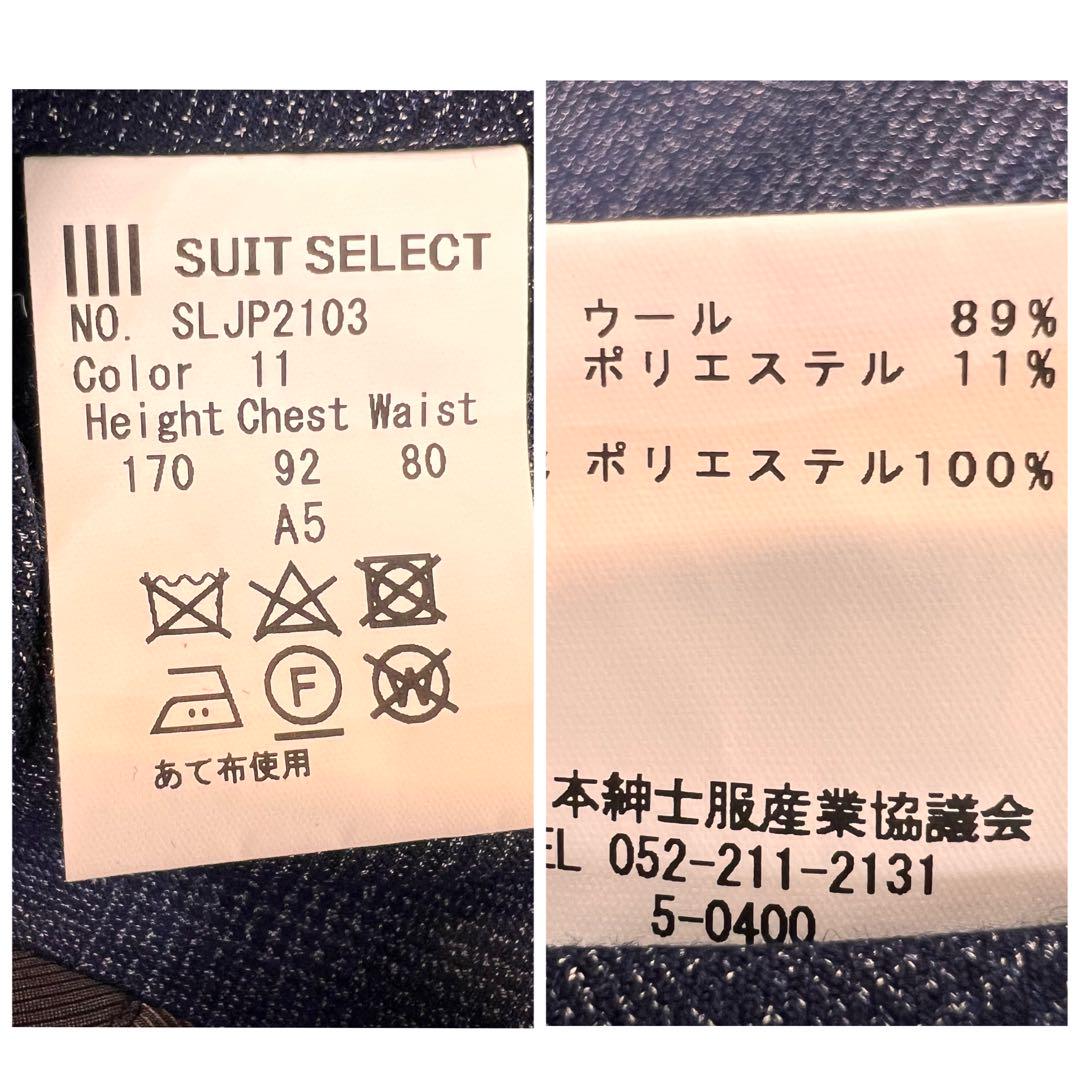 SUIT SELECT
NO. SLJP2103
Color 11
Height Chest Waist
170 92 80
A5
F
W
あて布使用
ウール 89%
ポリエステル 11%
ポリエステル100%
本紳士服産業協議会
EL 052-211-2131
5-0400